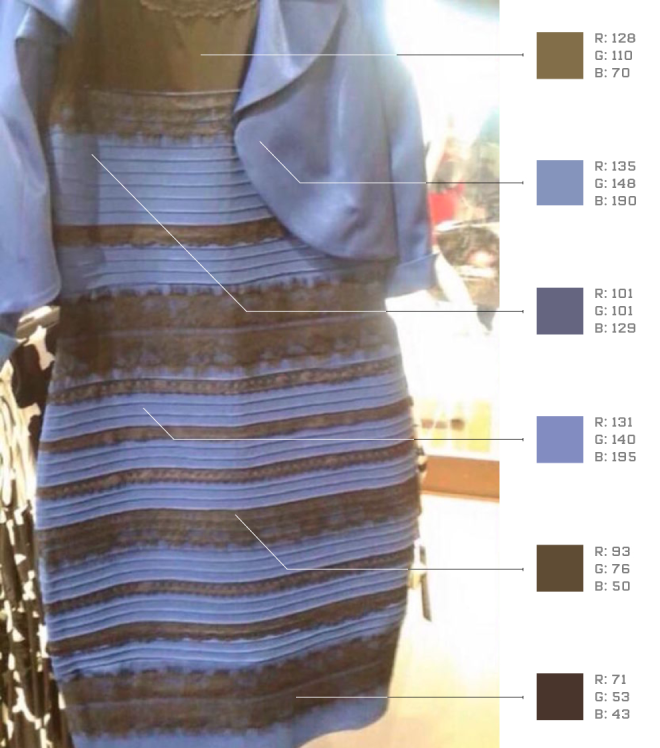 R: 128
G: 110
B: 70
R: 135
G: 148
B: 190
R: 101
G: 101
B: 129
R: 131
G: 140
B: 195
R: 93
G: 76
B: 50
R: 71
G: 53
B: 43